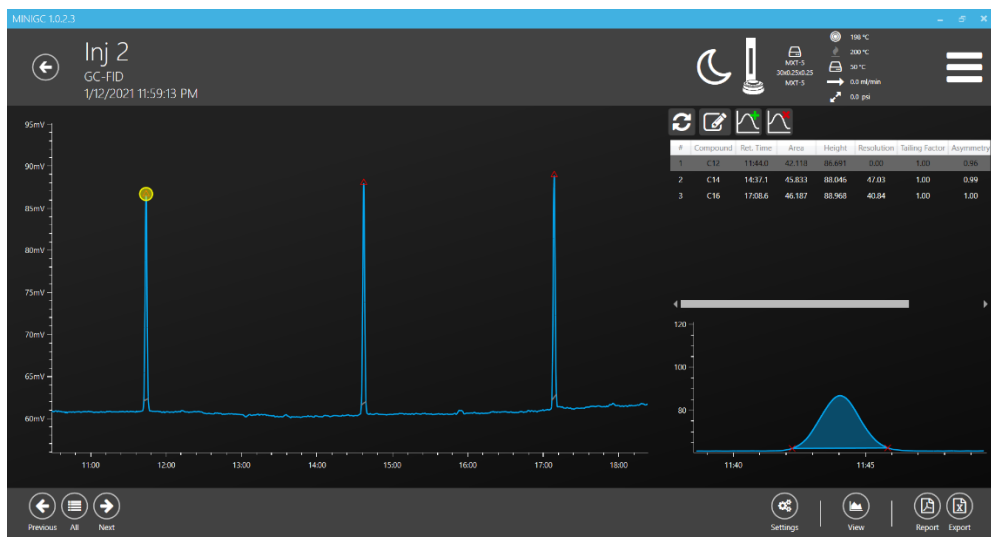 MINIGC 1.0.2.3
Inj 2
GC-FID
1/12/2021 11:59:13 PM
MXT-5
30x0.25x0.25
MXT-5
198 °C
200 °C
30 °C
0.0 ml/min
0.0 psi
# Compound Ret. Time Area Height Resolution Tailing Factor Asymmetry
1 C12 11:44.0 42.118 86.691 0.00 1.00 0.96
2 C14 14:37.1 45.833 88.046 47.03 1.00 0.99
3 C16 17:08.6 46.187 88.968 40.84 1.00 1.00
95mV
90mV
85mV
80mV
75mV
70mV
65mV
60mV
11:00 12:00 13:00 14:00 15:00 16:00 17:00 18:00
120
100
80
11:40 11:45
Previous All Next Settings View Report Export